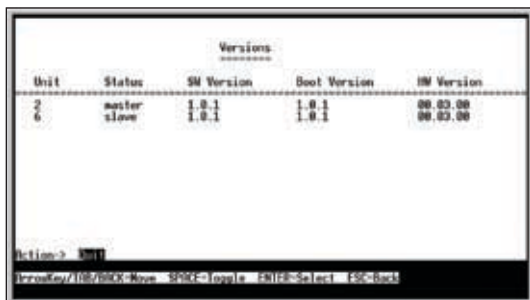 Versions
Unit Status SW Version Boot Version HW Version
2 master 1.0.1 1.0.1 00.03.00
6 slave 1.0.1 1.0.1 00.03.00
Action-> Quit
ArrowKey/TAB/BACK-Move SPACE-Toggle ENTER-Select ESC-Back